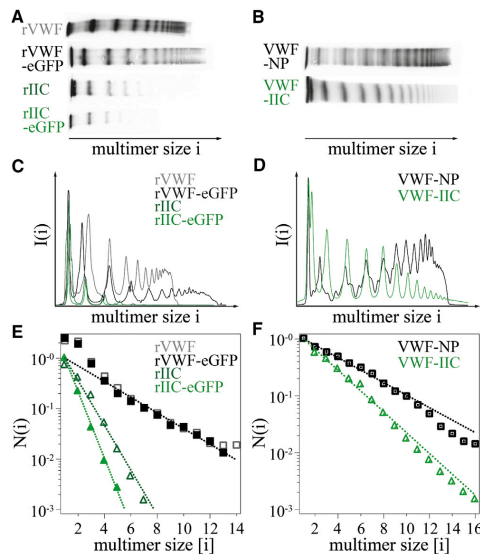 A
rVWF
rVWF
-eGFP
rIIC
rIIC
-eGFP
multimer size i
B
VWF
-NP
VWF
-IIC
multimer size i
C
rVWF
rVWF-eGFP
rIIC
rIIC-eGFP
I(i)
multimer size i
D
VWF-NP
VWF-IIC
I(i)
multimer size i
E
rVWF
rVWF-eGFP
rIIC
rIIC-eGFP
N(i)
10⁰
10⁻¹
10⁻²
10⁻³
2 4 6 8 10 12 14
multimer size [i]
F
VWF-NP
VWF-IIC
N(i)
10⁰
10⁻¹
10⁻²
10⁻³
2 4 6 8 10 12 14 16
multimer size [i]